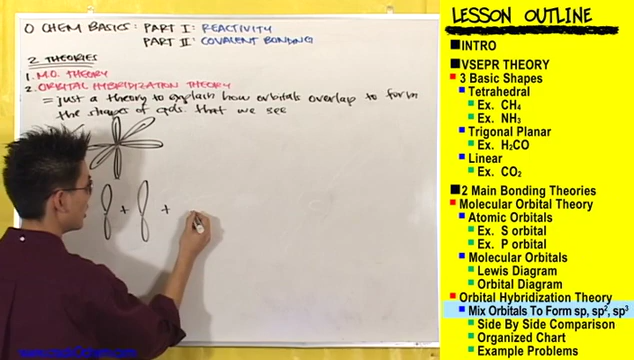 O CHEM BASICS: PART I: REACTIVITY
PART II: COVALENT BONDING
2 THEORIES
1. M.O. THEORY
2. ORBITAL HYBRIDIZATION THEORY
= just a theory to explain how orbitals overlap to form
the shapes of cpds. that we see
+ +
LESSON OUTLINE
INTRO
VSEPR THEORY
3 Basic Shapes
Tetrahedral
Ex. CH₄
Ex. NH₃
Trigonal Planar
Ex. H₂CO
Linear
Ex. CO₂
2 Main Bonding Theories
Molecular Orbital Theory
Atomic Orbitals
Ex. S orbital
Ex. P orbital
Molecular Orbitals
Lewis Diagram
Orbital Diagram
Orbital Hybridization Theory
Mix Orbitals To Form sp, sp², sp³
Side By Side Comparison
Organized Chart
Example Problems